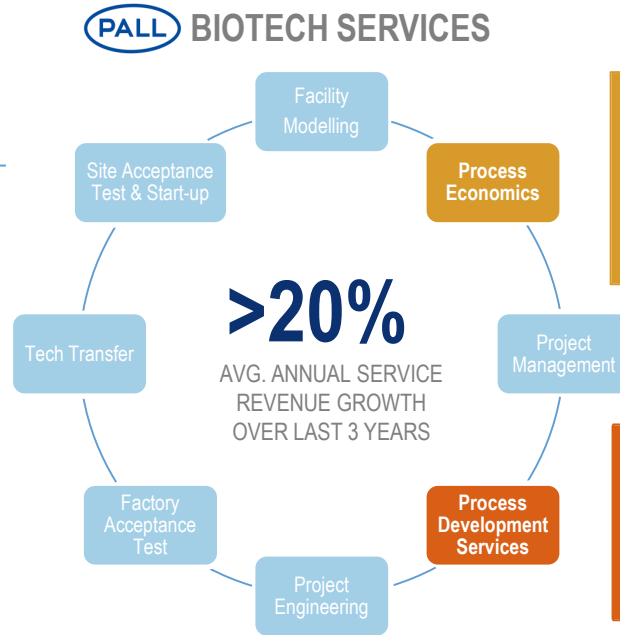 PALL BIOTECH SERVICES
Facility
Modelling
Process
Economics
Project
Management
Process
Development
Services
Project
Engineering
Factory
Acceptance
Test
Tech Transfer
Site Acceptance
Test & Start-up
>20%
AVG. ANNUAL SERVICE
REVENUE GROWTH
OVER LAST 3 YEARS